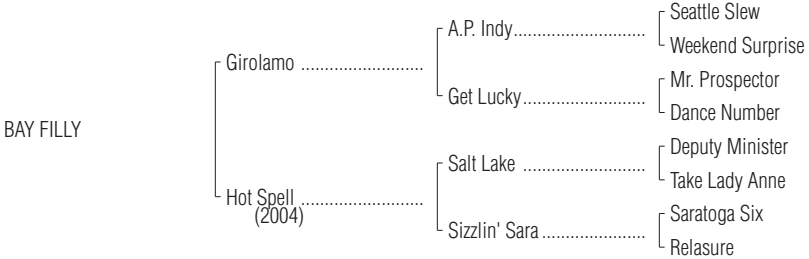 Seattle Slew
A.P. Indy..............................
Weekend Surprise
Girolamo ............................
Mr. Prospector
Get Lucky............................
Dance Number
BAY FILLY
Deputy Minister
Salt Lake ............................
Take Lady Anne
Hot Spell ............................
(2004)
Saratoga Six
Sizzlin' Sara ........................
Relasure